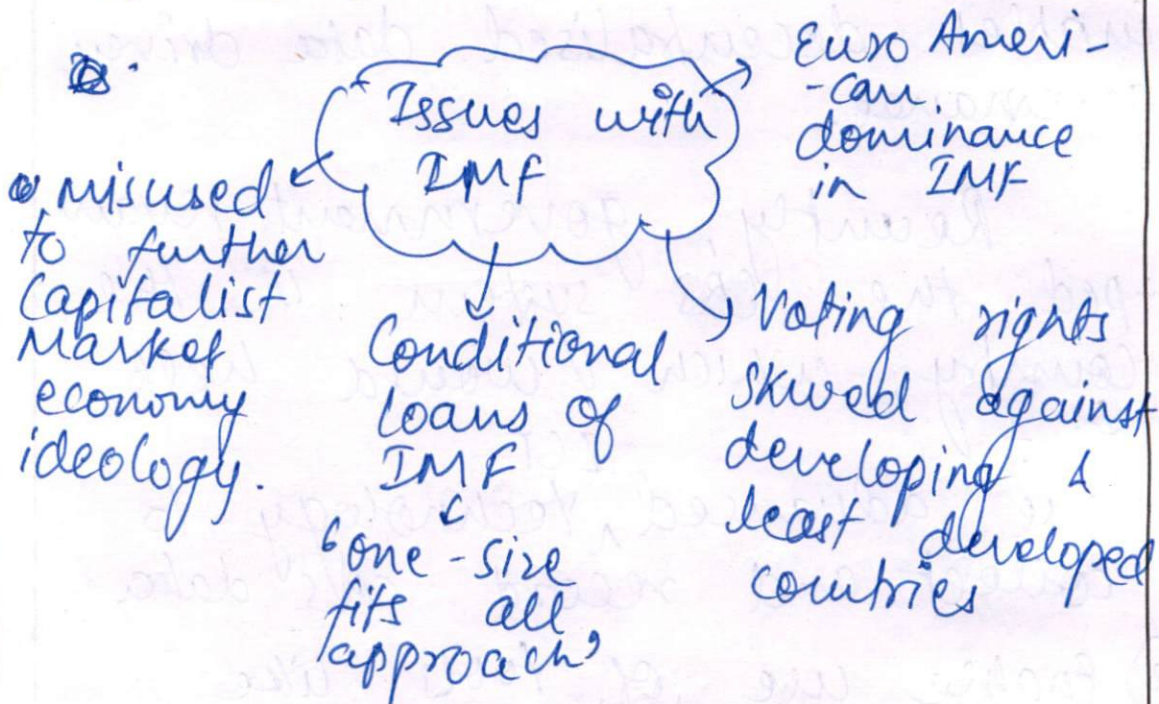 Issues with
IMF
Euro Ameri-
-can
dominance
in IMF
misused
to further
Capitalist
Market
economy
ideology.
Conditional
loans of
IMF
'one-size
fits all
approach'
Voting rights
skwed against
developing &
least developed
countries